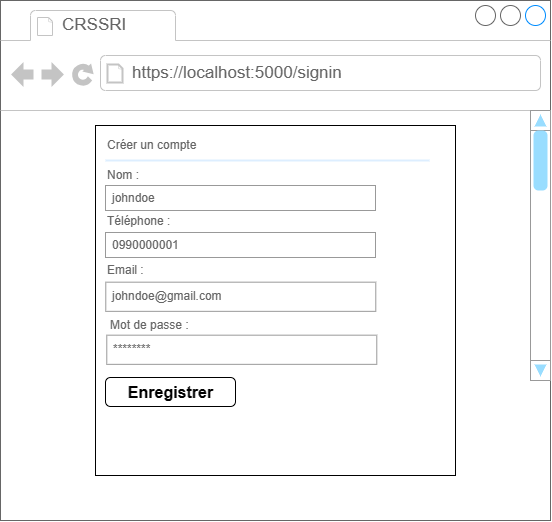 CRSSRI
https://localhost:5000/signin
Créer un compte
Nom :
johndoe
Téléphone :
0990000001
Email :
johndoe@gmail.com
Mot de passe :
********
Enregistrer